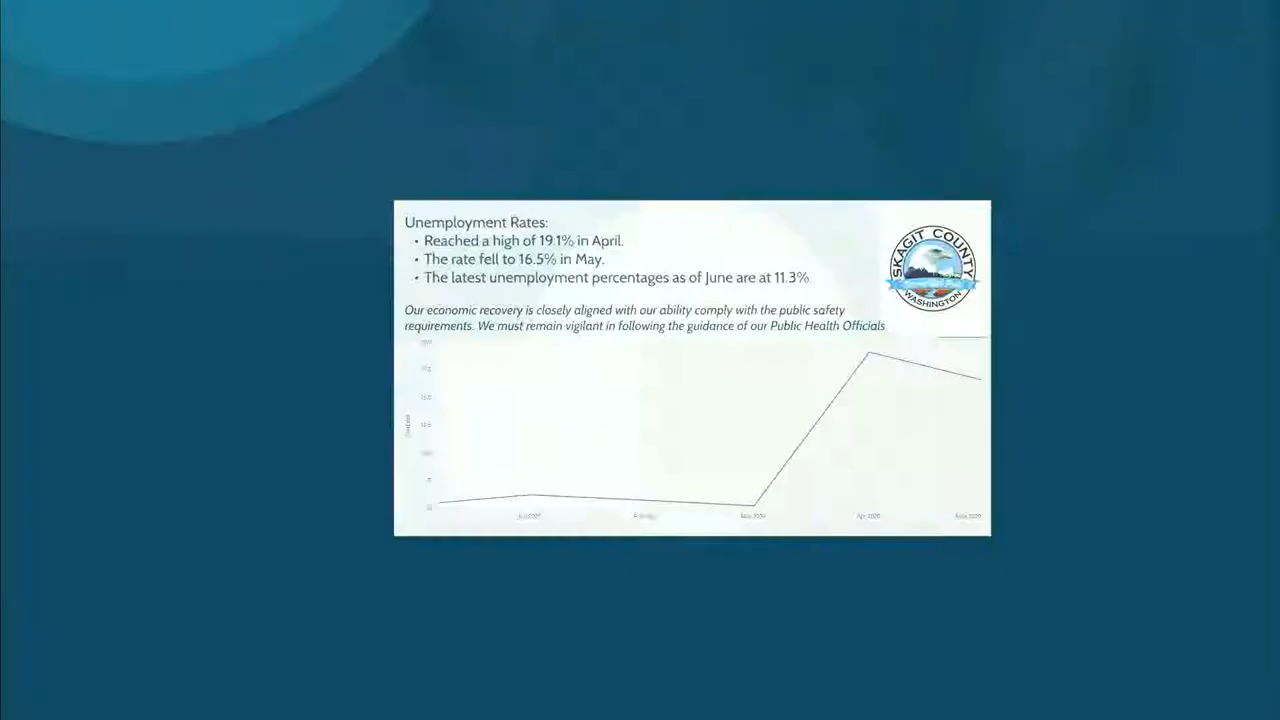 Unemployment Rates:
• Reached a high of 19.1% in April.
• The rate fell to 16.5% in May.
• The latest unemployment percentages as of June are at 11.3%
Our economic recovery is closely aligned with our ability comply with the public safety
requirements. We must remain vigilant in following the guidance of our Public Health Officials
SKAGIT COUNTY
WASHINGTON
Apr 2020